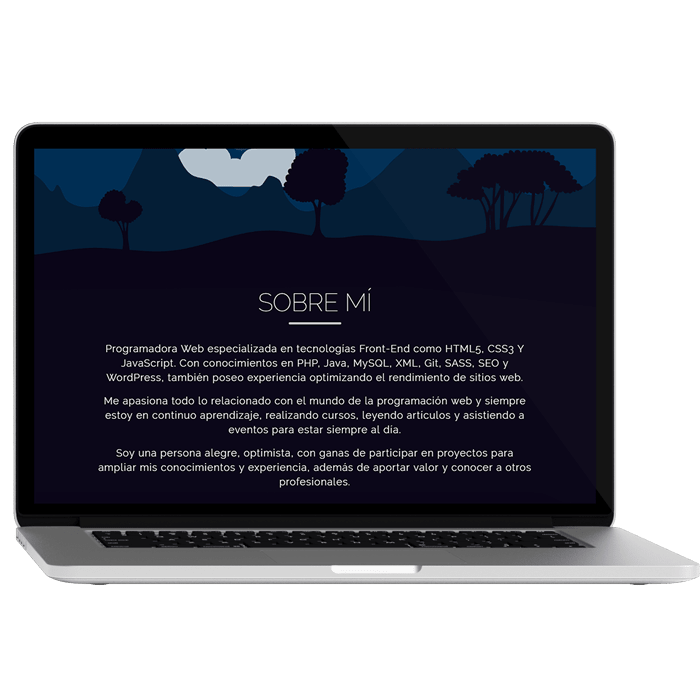 SOBRE MÍ
Programadora Web especializada en tecnologías Front-End como HTML5, CSS3 Y
JavaScript. Con conocimientos en PHP, Java, MySQL, XML, Git, SASS, SEO y
WordPress, también poseo experiencia optimizando el rendimiento de sitios web.
Me apasiona todo lo relacionado con el mundo de la programación web y siempre
estoy en continuo aprendizaje, realizando cursos, leyendo artículos y asistiendo a
eventos para estar siempre al día.
Soy una persona alegre, optimista, con ganas de participar en proyectos para
ampliar mis conocimientos y experiencia, además de aportar valor y conocer a otros
profesionales.